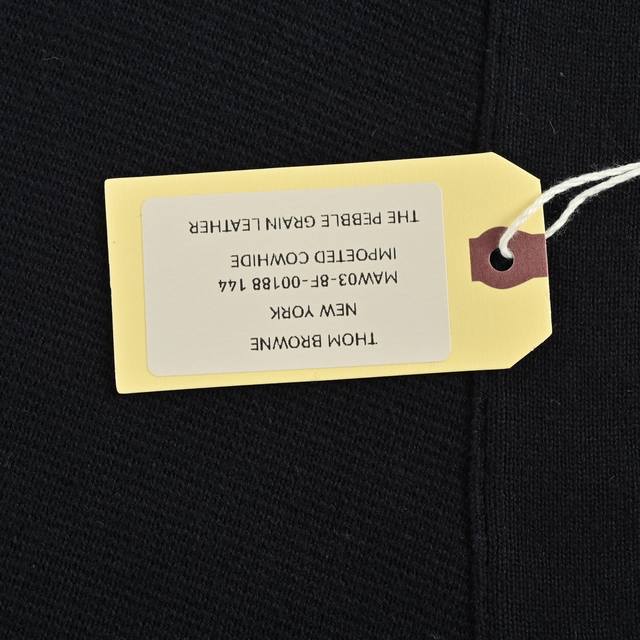 THOM BROWNE
NEW YORK
MAW03-8F-00188 144
IMPOETED COWHIDE
THE PEBBLE GRAIN LEATHER